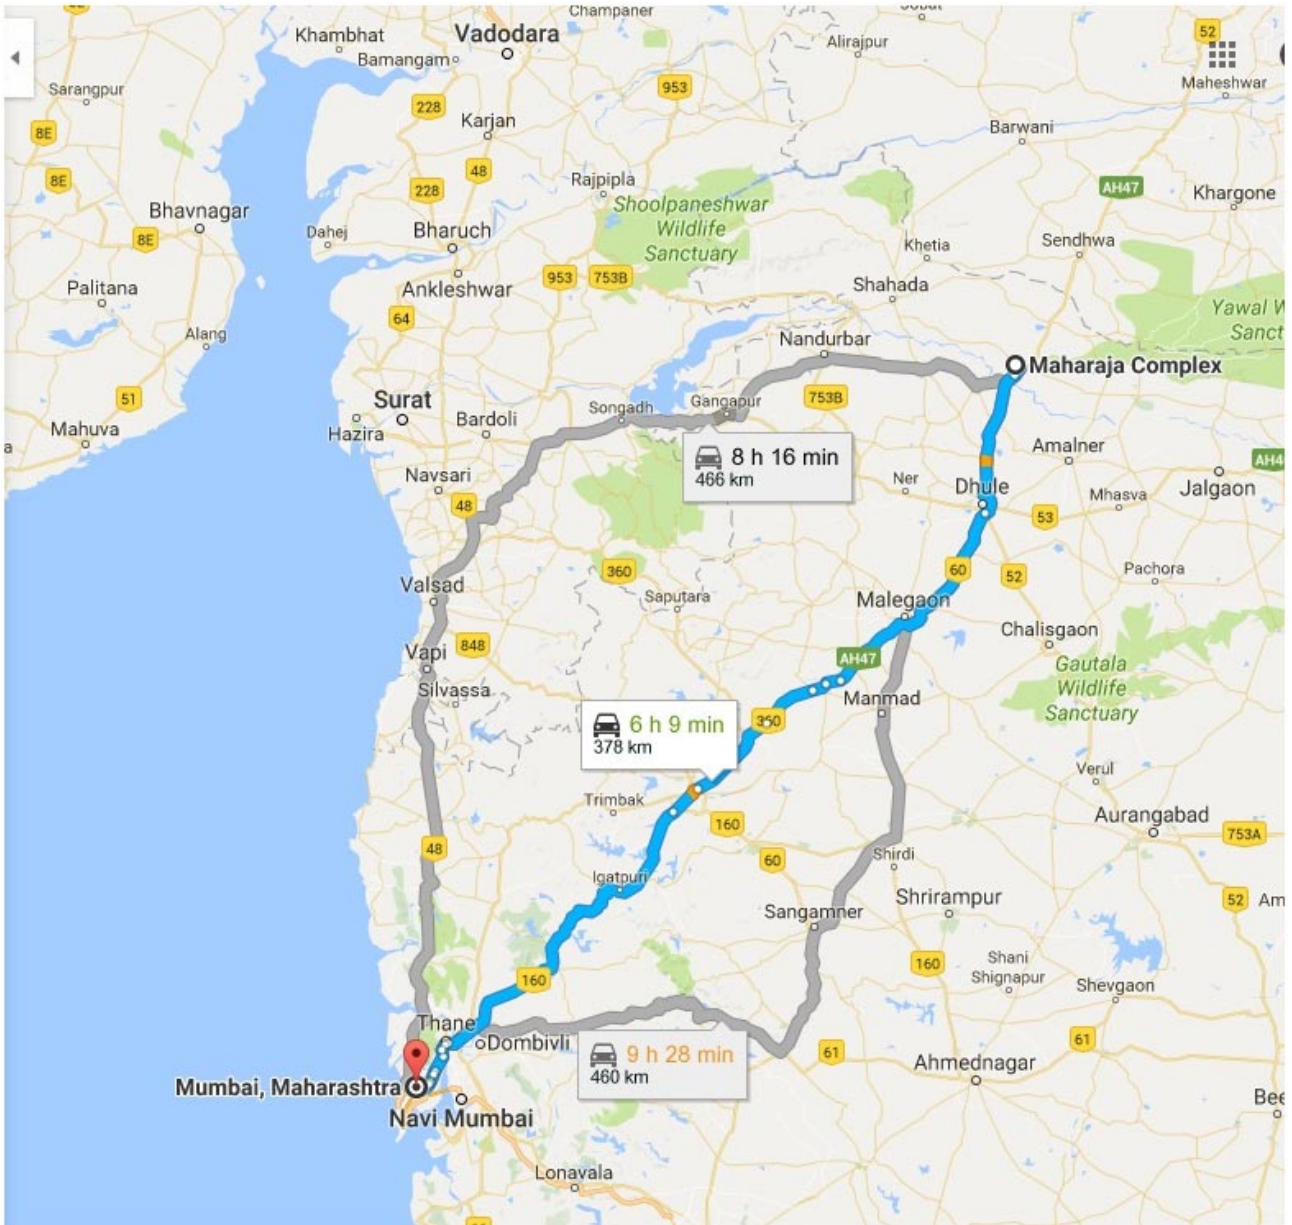 Champaner
Khambhat
Vadodara
52
Bamangam
Alirajpur
Sarangpur
953
Maheshwar
228
8E
Karjan
Barwani
48
8E
228
Rajpipla
AH47
Khargone
Bhavnagar
Shoolpaneshwar
Wildlife
Sanctuary
8E
Dahej
Bharuch
Khetia
Sendhwa
953
753B
Palitana
Ankleshwar
Shahada
64
Yawal W
Sanct
Alang
Nandurbar
Maharaja Complex
51
Surat
Songadh
Gangapur
753B
Mahuva
Hazira
Bardoli
a
8 h 16 min
466 km
Amalner
AH4
Navsari
Ner
Dhule
Mhasva
Jalgaon
48
53
360
60
52
Pachora
Valsad
Saputara
Malegaon
Chalisgaon
848
Vapi
AH47
Gautala
Wildlife
Sanctuary
Silvassa
Manmad
6 h 9 min
378 km
360
Verul
Trimbak
160
Aurangabad
753A
48
60
Shirdi
Igatpuri
Shrirampur
52
Am
Sangamner
160
160
Shani
Shignapur
Shevgaon
Thane
Dombivli
9 h 28 min
460 km
61
61
Ahmednagar
Mumbai, Maharashtra
Navi Mumbai
Bee
Lonavala